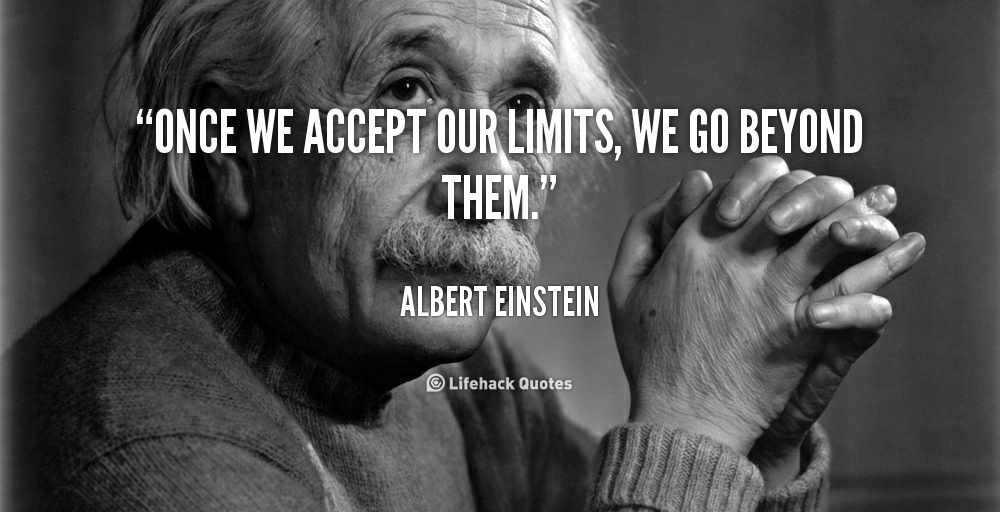 “ONCE WE ACCEPT OUR LIMITS, WE GO BEYOND
THEM.”
ALBERT EINSTEIN
Lifehack Quotes